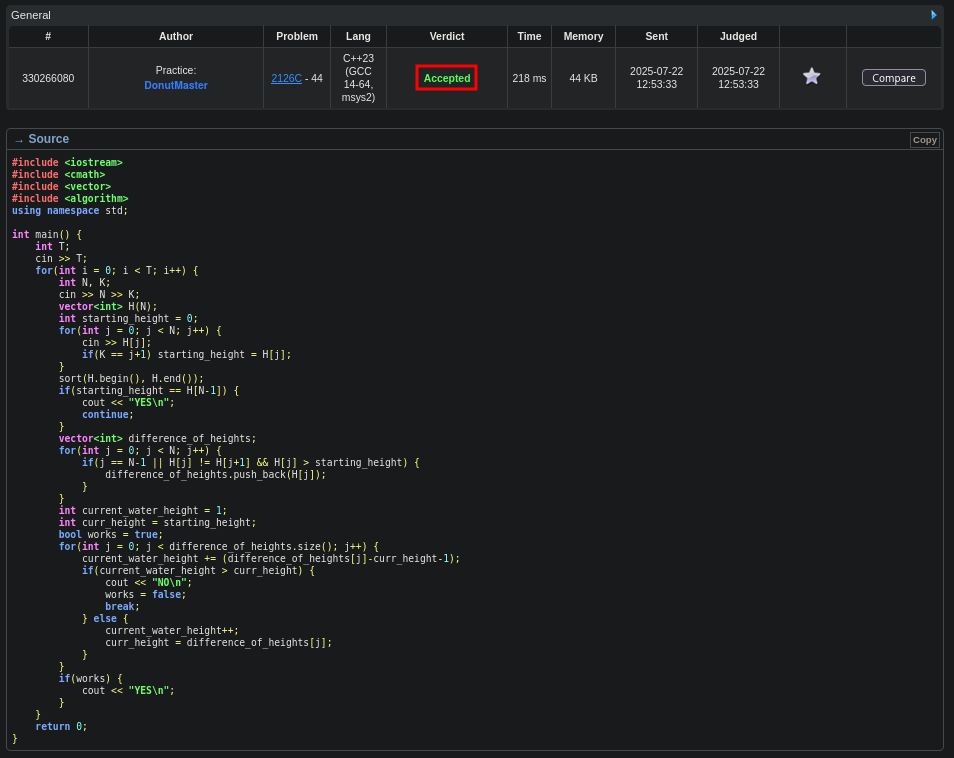 General
# Author Problem Lang Verdict Time Memory Sent Judged
330266080 Practice: DonutMaster 2126C - 44 C++23 (GCC 14-64, msys2) Accepted 218 ms 44 KB 2025-07-22 12:53:33 2025-07-22 12:53:33 Compare
→ Source Copy
#include <iostream>
#include <cmath>
#include <vector>
#include <algorithm>
using namespace std;
int main() {
    int T;
    cin >> T;
    for(int i = 0; i < T; i++) {
        int N, K;
        cin >> N >> K;
        vector<int> H(N);
        int starting_height = 0;
        for(int j = 0; j < N; j++) {
            cin >> H[j];
            if(K == j+1) starting_height = H[j];
        }
        sort(H.begin(), H.end());
        if(starting_height == H[N-1]) {
            cout << "YES\n";
            continue;
        }
        vector<int> difference_of_heights;
        for(int j = 0; j < N; j++) {
            if(j == N-1 || H[j] != H[j+1] && H[j] > starting_height) {
                difference_of_heights.push_back(H[j]);
            }
        }
        int current_water_height = 1;
        int curr_height = starting_height;
        bool works = true;
        for(int j = 0; j < difference_of_heights.size(); j++) {
            current_water_height += (difference_of_heights[j]-curr_height-1);
            if(current_water_height > curr_height) {
                cout << "NO\n";
                works = false;
                break;
            } else {
                current_water_height++;
                curr_height = difference_of_heights[j];
            }
        }
        if(works) {
            cout << "YES\n";
        }
    }
    return 0;
}